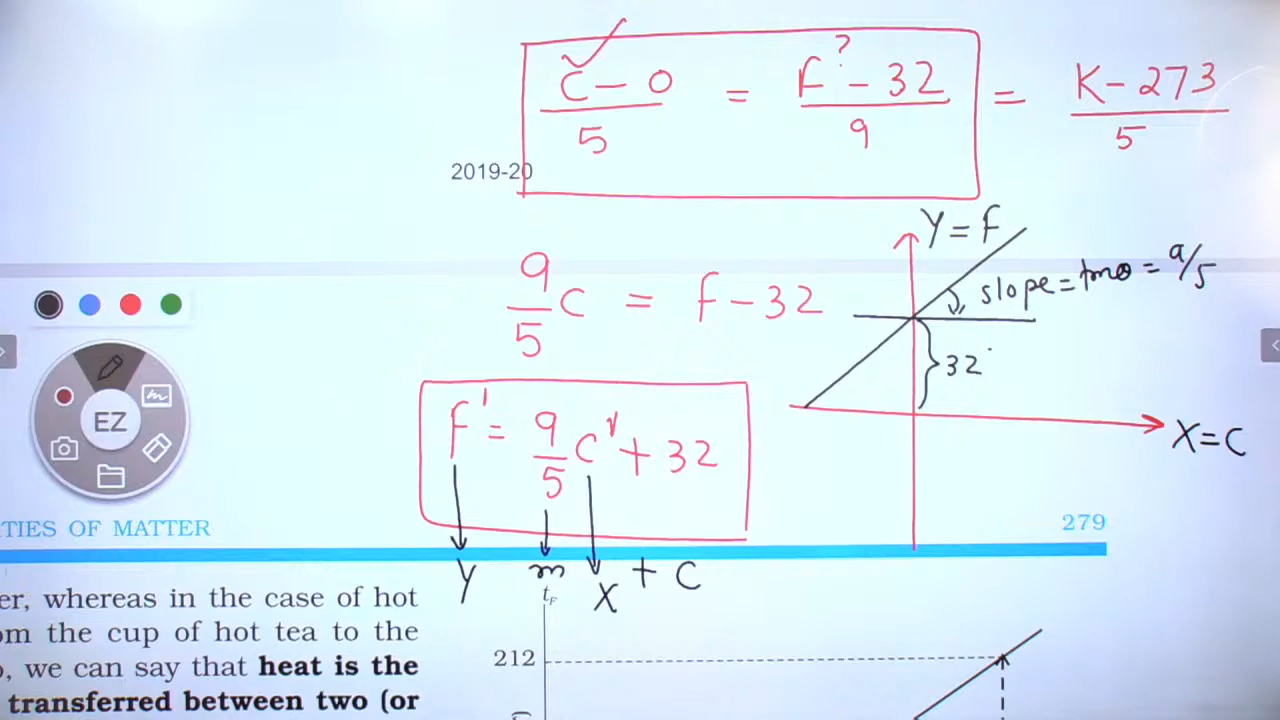 C - 0 / 5 = F? - 32 / 9 = K - 273 / 5
2019-20
9/5 C = F - 32
Y = F
slope = tanθ = 9/5
32
X = C
EZ
F' = 9/5 C + 32
Y m X + C
TIES OF MATTER
279
er, whereas in the case of hot
om the cup of hot tea to the
o, we can say that heat is the
transferred between two (or
tF
212